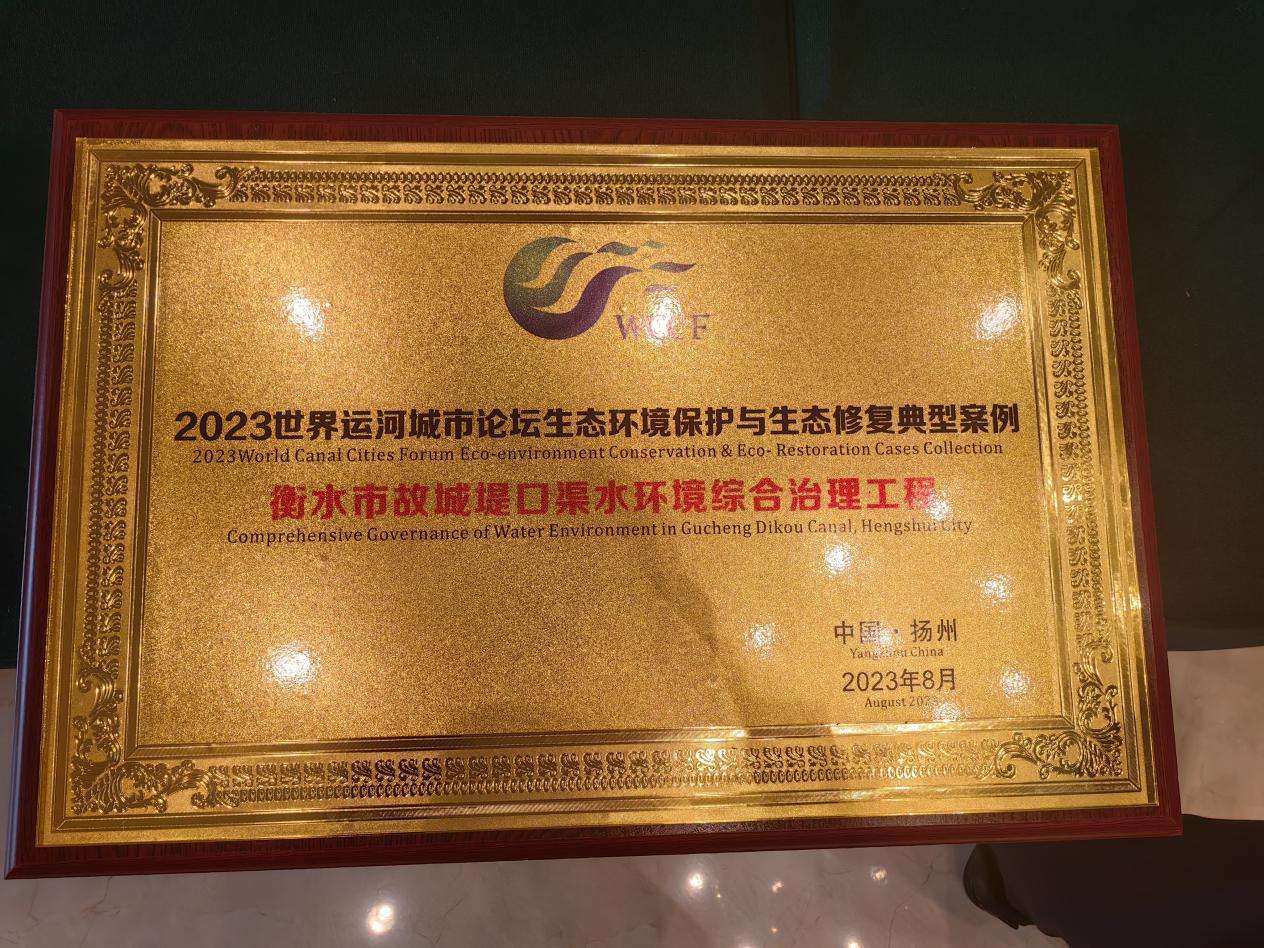 WCCF
2023世界运河城市论坛生态环境保护与生态修复典型案例
2023World Canal Cities Forum Eco-environment Conservation & Eco- Restoration Cases Collection
衡水市故城堤口渠水环境综合治理工程
Comprehensive Governance of Water Environment in Gucheng Dikou Canal, Hengshui City
中国·扬州
Yangzhou China
2023年8月
August 2023